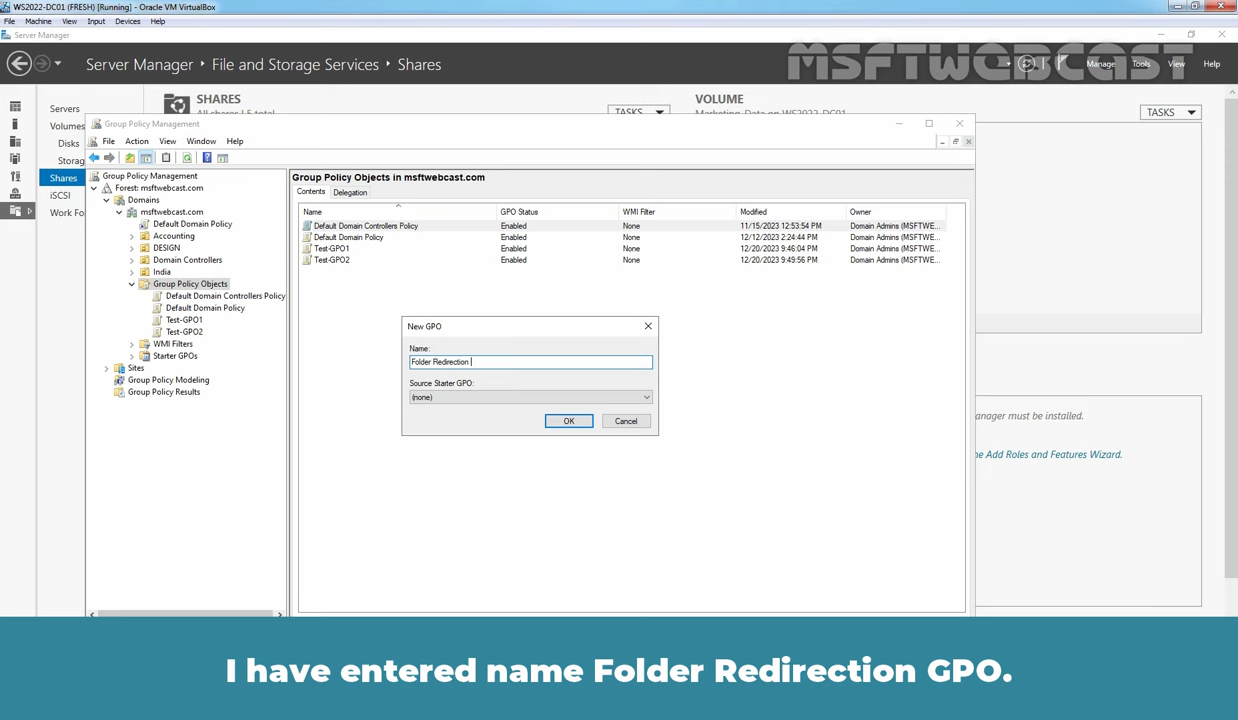 WS2022-DC01 (FRESH) [Running] - Oracle VM VirtualBox
File Machine View Input Devices Help
Server Manager
Server Manager • File and Storage Services • Shares
MSFTWEBCAST
Manage Tools View Help
Servers
Volumes
Disks
Storag
Shares
iSCSI
Work Fo
SHARES
All shares | 5 total
TASKS
VOLUME
Marketing-Data on WS2022-DC01
TASKS
Group Policy Management
File Action View Window Help
Group Policy Management
Forest: msftwebcast.com
Domains
msftwebcast.com
Default Domain Policy
Accounting
DESIGN
Domain Controllers
India
Group Policy Objects
Default Domain Controllers Policy
Default Domain Policy
Test-GPO1
Test-GPO2
WMI Filters
Starter GPOs
Sites
Group Policy Modeling
Group Policy Results
Group Policy Objects in msftwebcast.com
Contents Delegation
Name GPO Status WMI Filter Modified Owner
Default Domain Controllers Policy Enabled None 11/15/2023 12:53:54 PM Domain Admins (MSFTWE...
Default Domain Policy Enabled None 12/12/2023 2:24:44 PM Domain Admins (MSFTWE...
Test-GPO1 Enabled None 12/20/2023 9:46:04 PM Domain Admins (MSFTWE...
Test-GPO2 Enabled None 12/20/2023 9:49:56 PM Domain Admins (MSFTWE...
New GPO
Name:
Folder Redirection
Source Starter GPO:
(none)
OK Cancel
anager must be installed.
he Add Roles and Features Wizard.
I have entered name Folder Redirection GPO.